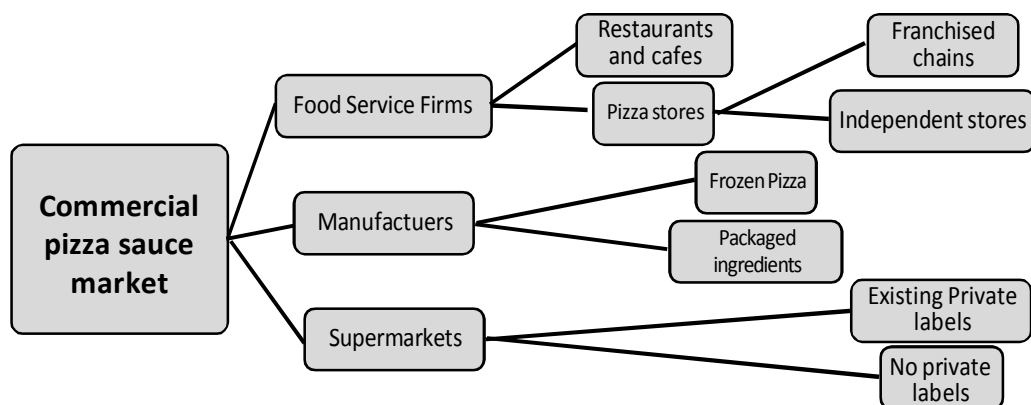 Commercial
pizza sauce
market
Food Service Firms
Restaurants
and cafes
Pizza stores
Franchised
chains
Independent stores
Manufactuers
Frozen Pizza
Packaged
ingredients
Supermarkets
Existing Private
labels
No private
labels